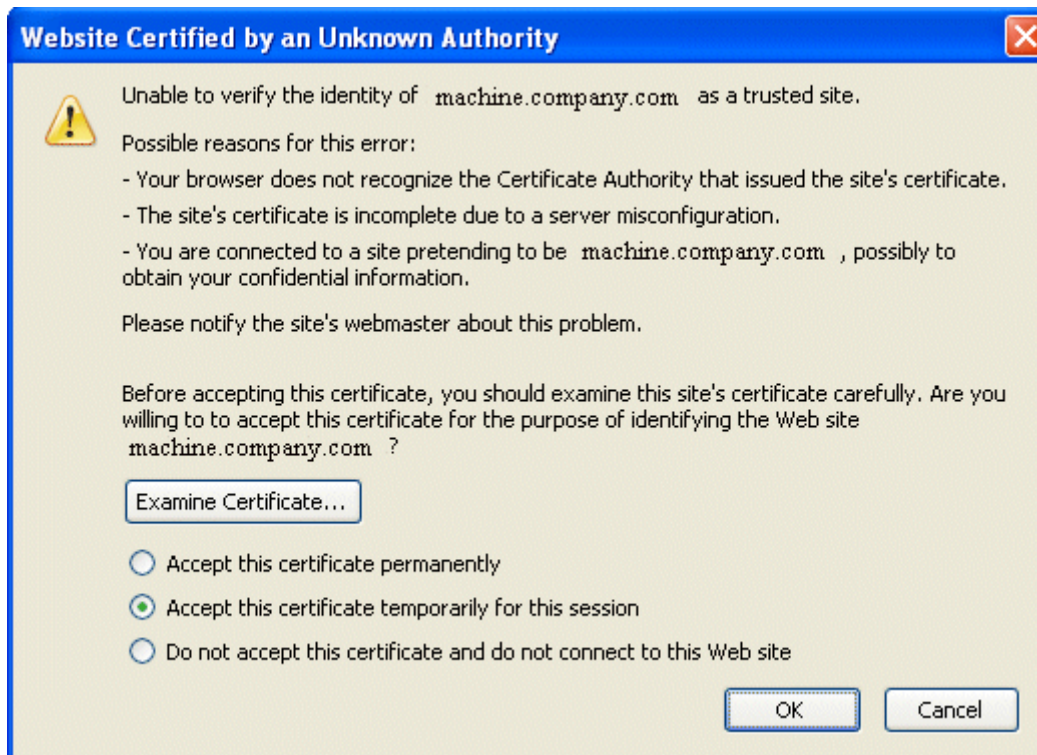 Website Certified by an Unknown Authority
Unable to verify the identity of machine.company.com as a trusted site.
Possible reasons for this error:
- Your browser does not recognize the Certificate Authority that issued the site's certificate.
- The site's certificate is incomplete due to a server misconfiguration.
- You are connected to a site pretending to be machine.company.com , possibly to
obtain your confidential information.
Please notify the site's webmaster about this problem.
Before accepting this certificate, you should examine this site's certificate carefully. Are you
willing to to accept this certificate for the purpose of identifying the Web site
machine.company.com ?
Examine Certificate...
Accept this certificate permanently
Accept this certificate temporarily for this session
Do not accept this certificate and do not connect to this Web site
OK Cancel